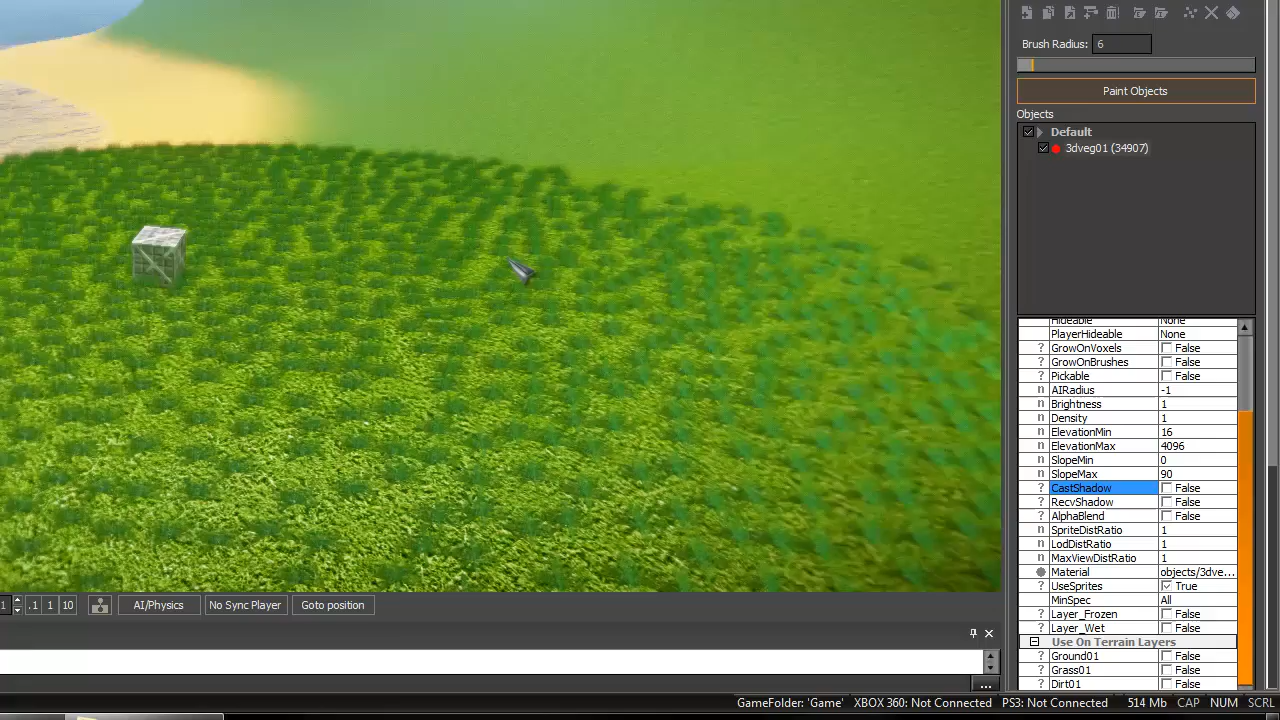 Brush Radius: 6
Paint Objects
Objects
Default
3dveg01 (34907)
Hideable None
PlayerHideable None
? GrowOnVoxels False
? GrowOnBrushes False
? Pickable False
n AIRadius -1
n Brightness 1
n Density 1
n ElevationMin 16
n ElevationMax 4096
n SlopeMin 0
n SlopeMax 90
? CastShadow False
? RecvShadow False
? AlphaBlend False
n SpriteDistRatio 1
n LodDistRatio 1
n MaxViewDistRatio 1
Material objects/3dve...
? UseSprites True
MinSpec All
? Layer_Frozen False
? Layer_Wet False
Use On Terrain Layers
? Ground01 False
? Grass01 False
? Dirt01 False
1 .1 1 10 AI/Physics No Sync Player Goto position
...
GameFolder: 'Game' XBOX 360: Not Connected PS3: Not Connected 514 Mb CAP NUM SCRL